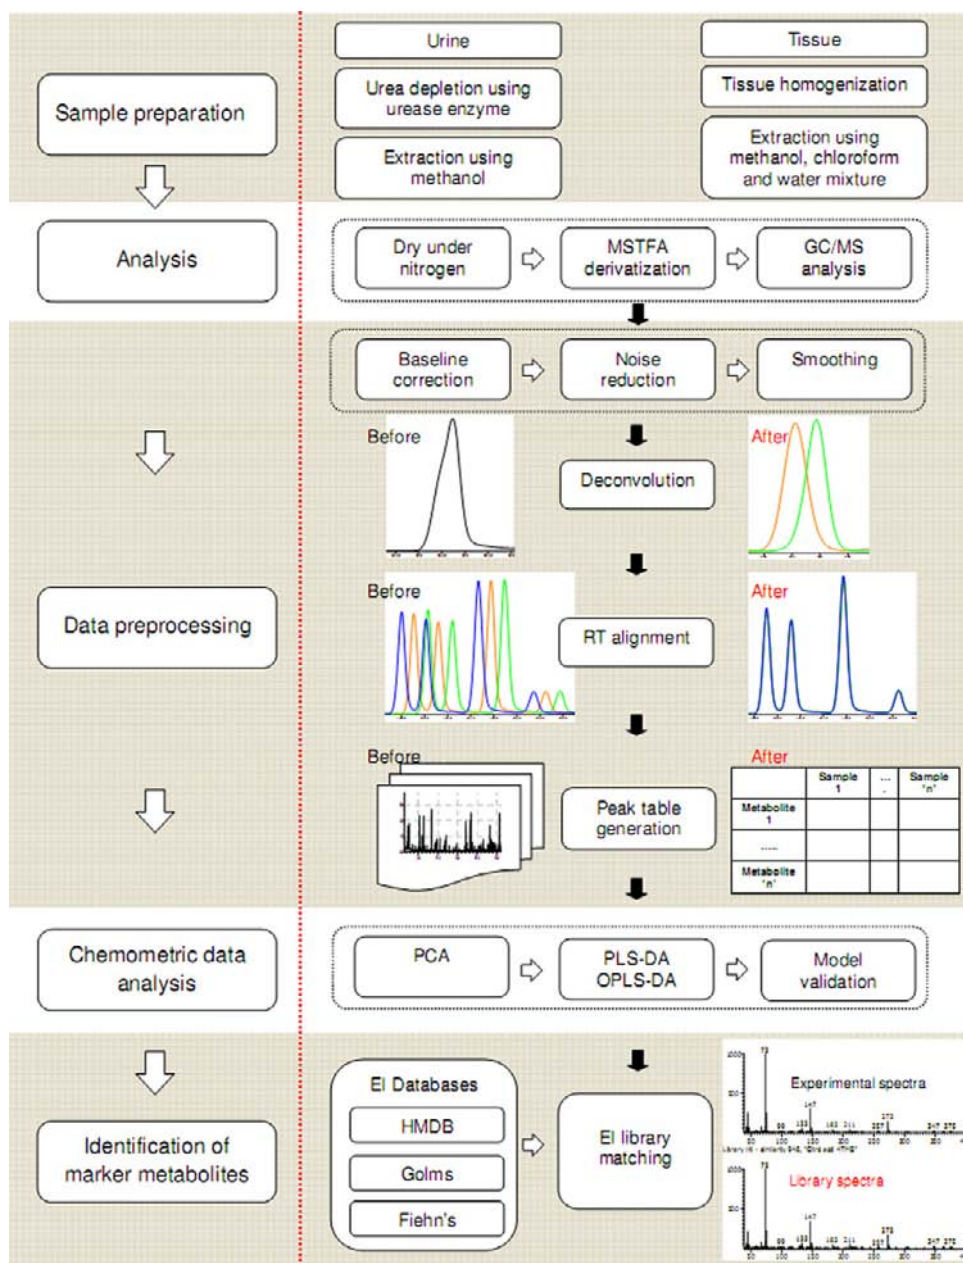 Sample preparation
Urine
Urea depletion using
urease enzyme
Extraction using
methanol
Tissue
Tissue homogenization
Extraction using
methanol, chloroform
and water mixture
Analysis
Dry under
nitrogen
MSTFA
derivatization
GC/MS
analysis
Data preprocessing
Baseline
correction
Noise
reduction
Smoothing
Before
Deconvolution
After
Before
RT alignment
After
Before
Peak table
generation
After
Sample
1
...
.
Sample
'n'
Metabolite
1
.....
Metabolite
'n'
Chemometric data
analysis
PCA
PLS-DA
OPLS-DA
Model
validation
Identification of
marker metabolites
EI Databases
HMDB
Golms
Fiehn's
EI library
matching
Experimental spectra
73
147
Library spectra
73
147